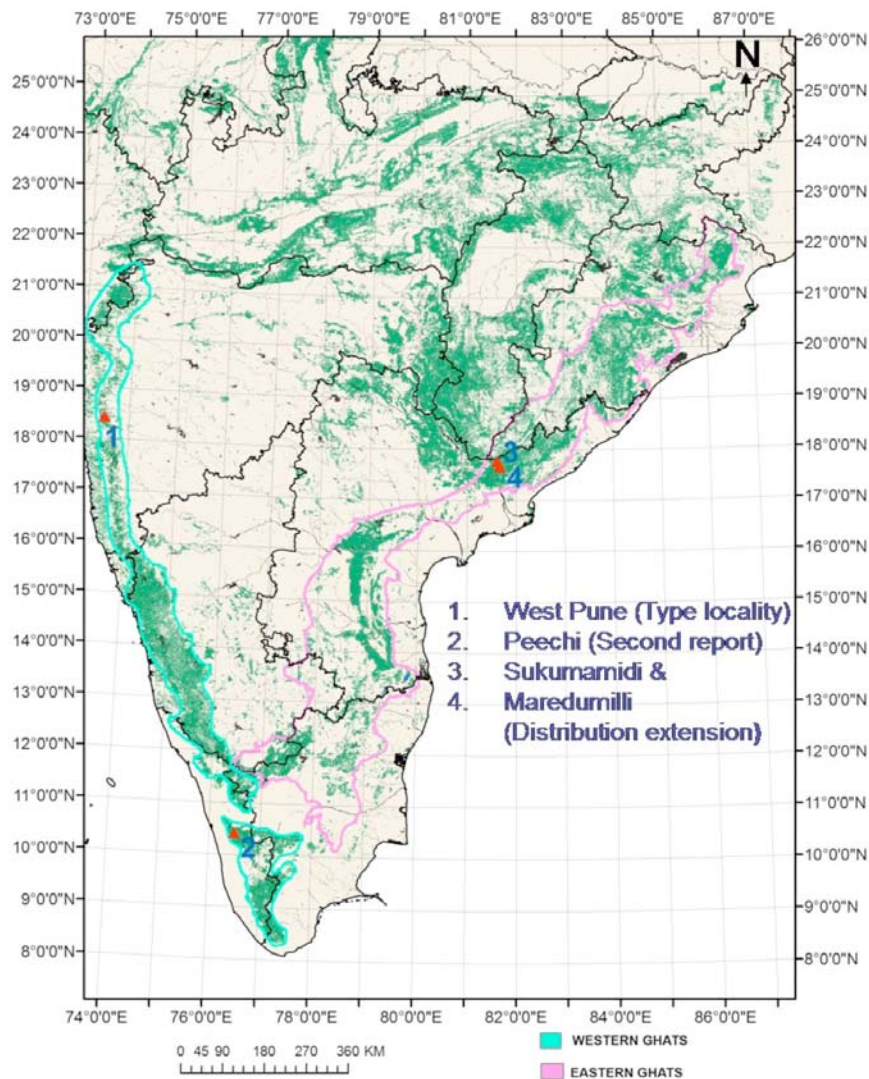 73°0'0"E 75°0'0"E 77°0'0"E 79°0'0"E 81°0'0"E 83°0'0"E 85°0'0"E 87°0'0"E
N
26°0'0"N
25°0'0"N 25°0'0"N
24°0'0"N 24°0'0"N
23°0'0"N 23°0'0"N
22°0'0"N 22°0'0"N
21°0'0"N 21°0'0"N
20°0'0"N 20°0'0"N
19°0'0"N 19°0'0"N
18°0'0"N 18°0'0"N
17°0'0"N 17°0'0"N
16°0'0"N 16°0'0"N
15°0'0"N 15°0'0"N
14°0'0"N 14°0'0"N
13°0'0"N 13°0'0"N
12°0'0"N 12°0'0"N
11°0'0"N 11°0'0"N
10°0'0"N 10°0'0"N
9°0'0"N 9°0'0"N
8°0'0"N 8°0'0"N
1
3
4
2
1. West Pune (Type locality)
2. Peechi (Second report)
3. Sukumamidi &
4. Maredumilli
(Distribution extension)
74°0'0"E 76°0'0"E 78°0'0"E 80°0'0"E 82°0'0"E 84°0'0"E 86°0'0"E
0 45 90 180 270 360 KM
WESTERN GHATS
EASTERN GHATS